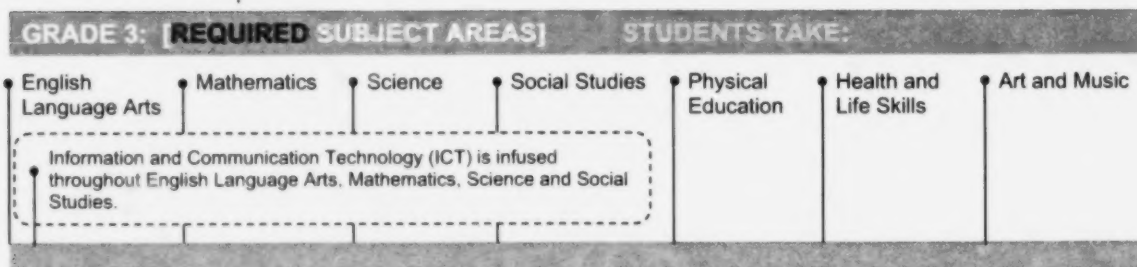 GRADE 3: [REQUIRED SUBJECT AREAS] STUDENTS TAKE:
English Language Arts
Mathematics
Science
Social Studies
Physical Education
Health and Life Skills
Art and Music
Information and Communication Technology (ICT) is infused
throughout English Language Arts, Mathematics, Science and Social
Studies.